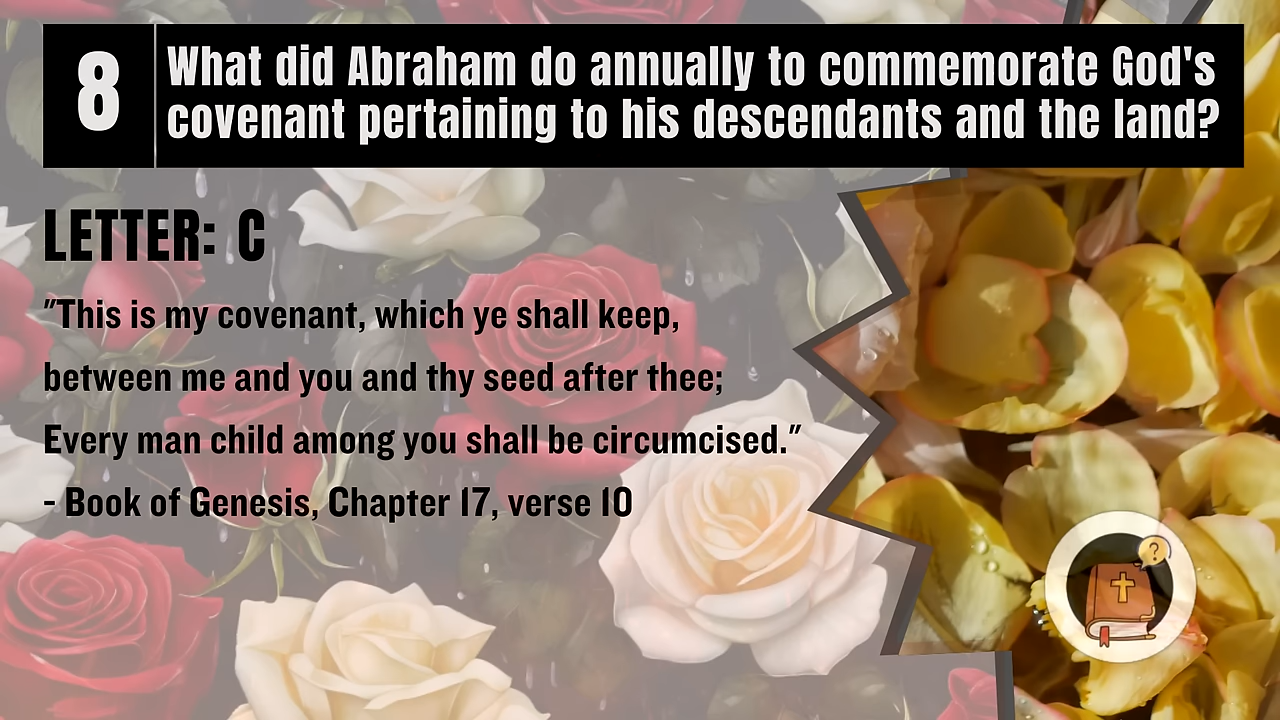 8
What did Abraham do annually to commemorate God's
covenant pertaining to his descendants and the land?
LETTER: C
"This is my covenant, which ye shall keep,
between me and you and thy seed after thee;
Every man child among you shall be circumcised."
- Book of Genesis, Chapter 17, verse 10
?